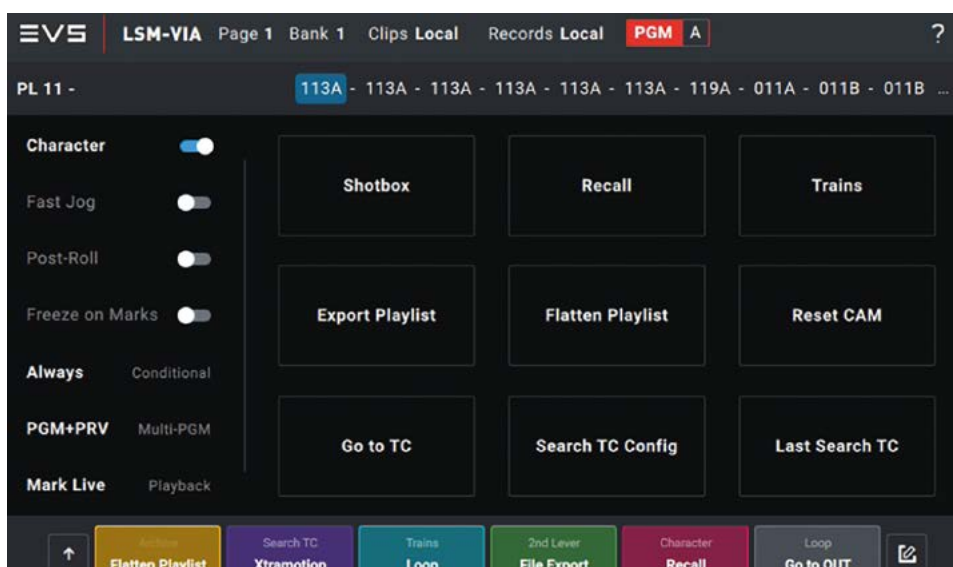 EVS LSM-VIA Page 1 Bank 1 Clips Local Records Local PGM A ?
PL 11 - 113A - 113A - 113A - 113A - 113A - 113A - 119A - 011A - 011B - 011B ...
Character
Fast Jog
Post-Roll
Freeze on Marks
Always Conditional
PGM+PRV Multi-PGM
Mark Live Playback
Shotbox Recall Trains
Export Playlist Flatten Playlist Reset CAM
Go to TC Search TC Config Last Search TC
Archive Search TC Trains 2nd Lever Character Loop
Flatten Playlist Xtramotion Loop File Export Recall Go to OUT